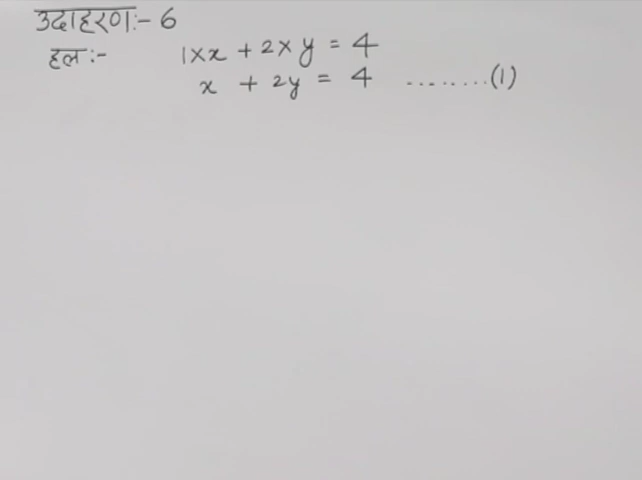 उदाहरण:- 6
हल:- 1×x + 2×y = 4
x + 2y = 4 ........(1)